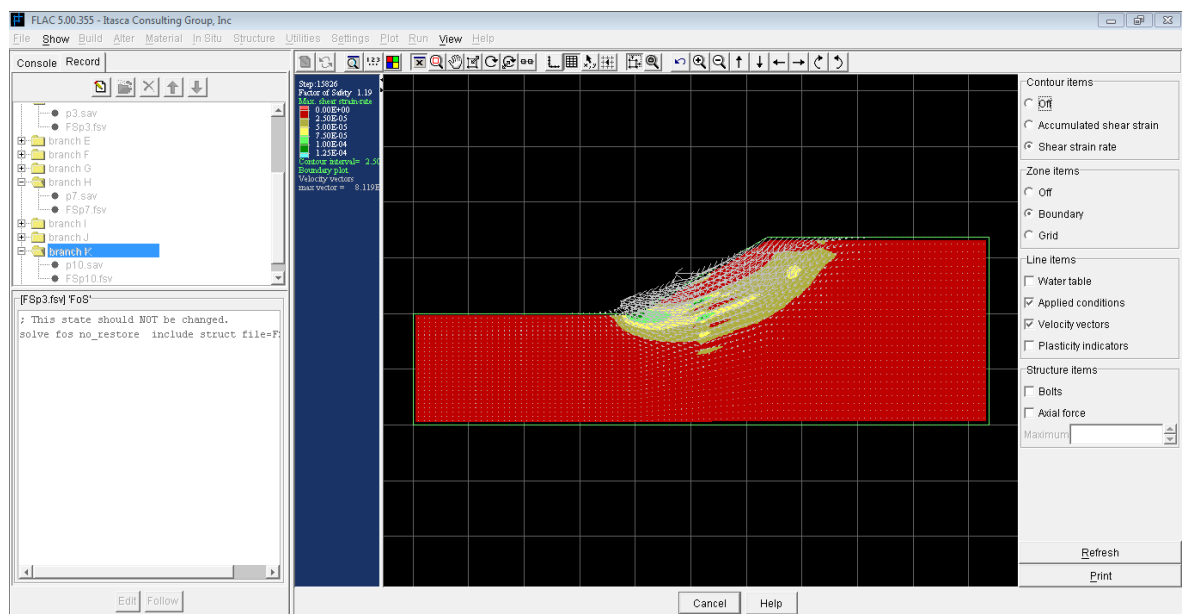 FLAC 5.00.355 - Itasca Consulting Group, Inc
File Show Build Alter Material In Situ Structure Utilities Settings Plot Run View Help
Console Record
p3.sav
FSp3.fsv
branch E
branch F
branch G
branch H
p7.sav
FSp7.fsv
branch I
branch J
branch K
p10.sav
FSp10.fsv
[FSp3.fsv] 'FoS'
; This state should NOT be changed.
solve fos no_restore include struct file=F
Edit Follow
Step:15826
Factor of Safety 1.19
Max. shear strain-rate
0.00E+00
2.50E-05
5.00E-05
7.50E-05
1.00E-04
1.25E-04
Contour interval= 2.50
Boundary plot
Velocity vectors
max vector = 8.119E
Contour items
Off
Accumulated shear strain
Shear strain rate
Zone items
Off
Boundary
Grid
Line items
Water table
Applied conditions
Velocity vectors
Plasticity indicators
Structure items
Bolts
Axial force
Maximum
Refresh
Print
Cancel Help